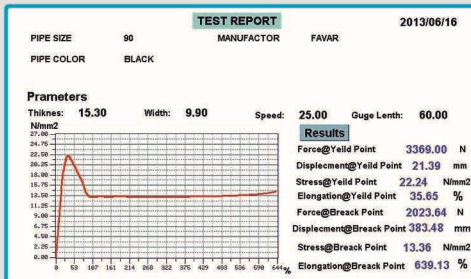 TEST REPORT 2013/06/16
PIPE SIZE 90 MANUFACTOR FAVAR
PIPE COLOR BLACK
Prameters
Thiknes: 15.30 Width: 9.90 Speed: 25.00 Guge Lenth: 60.00
N/mm2
Results
Force@Yeild Point 3369.00 N
Displecment@Yeild Point 21.39 mm
Stress@Yeild Point 22.24 N/mm2
Elongation@Yeild Point 35.65 %
Force@Breack Point 2023.64 N
Displecment@Breack Point 383.48 mm
Stress@Breack Point 13.36 N/mm2
Elongation@Breack Point 639.13 %
27.00
24.75
22.50
20.25
18.00
15.75
13.50
11.25
9.00
6.75
4.50
2.25
0.00
0 53 107 161 214 268 322 375 429 483 536 590 644 %